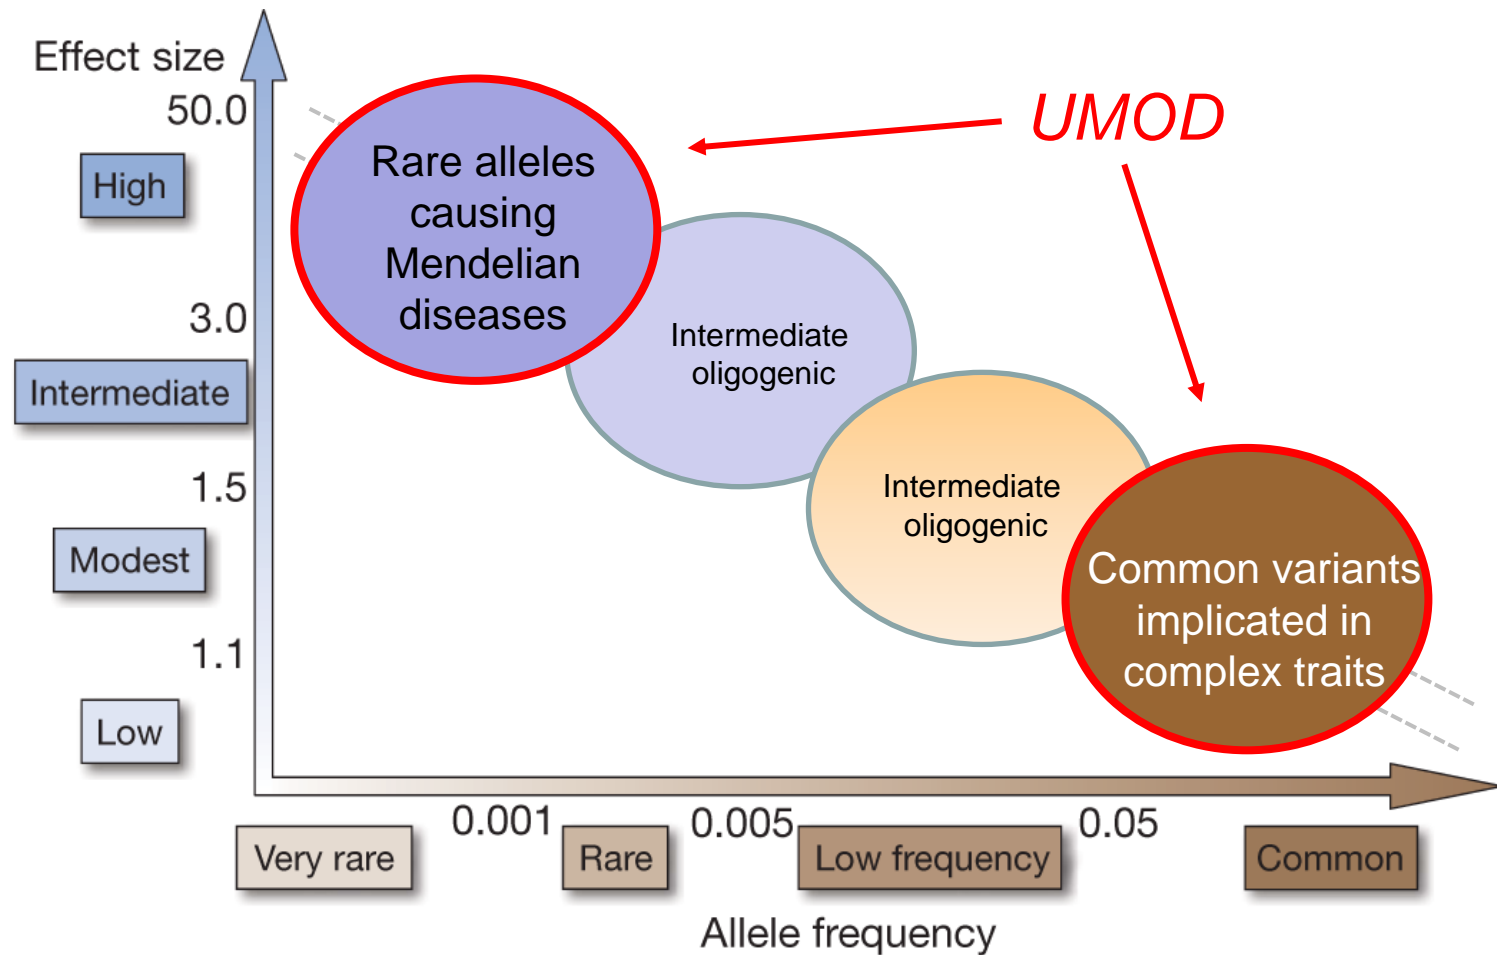 Effect size
50.0
UMOD
High
Rare alleles
causing
Mendelian
diseases
3.0
Intermediate
oligogenic
Intermediate
1.5
Intermediate
oligogenic
Modest
Common variants
implicated in
complex traits
1.1
Low
0.001
0.005
0.05
Very rare
Rare
Low frequency
Common
Allele frequency